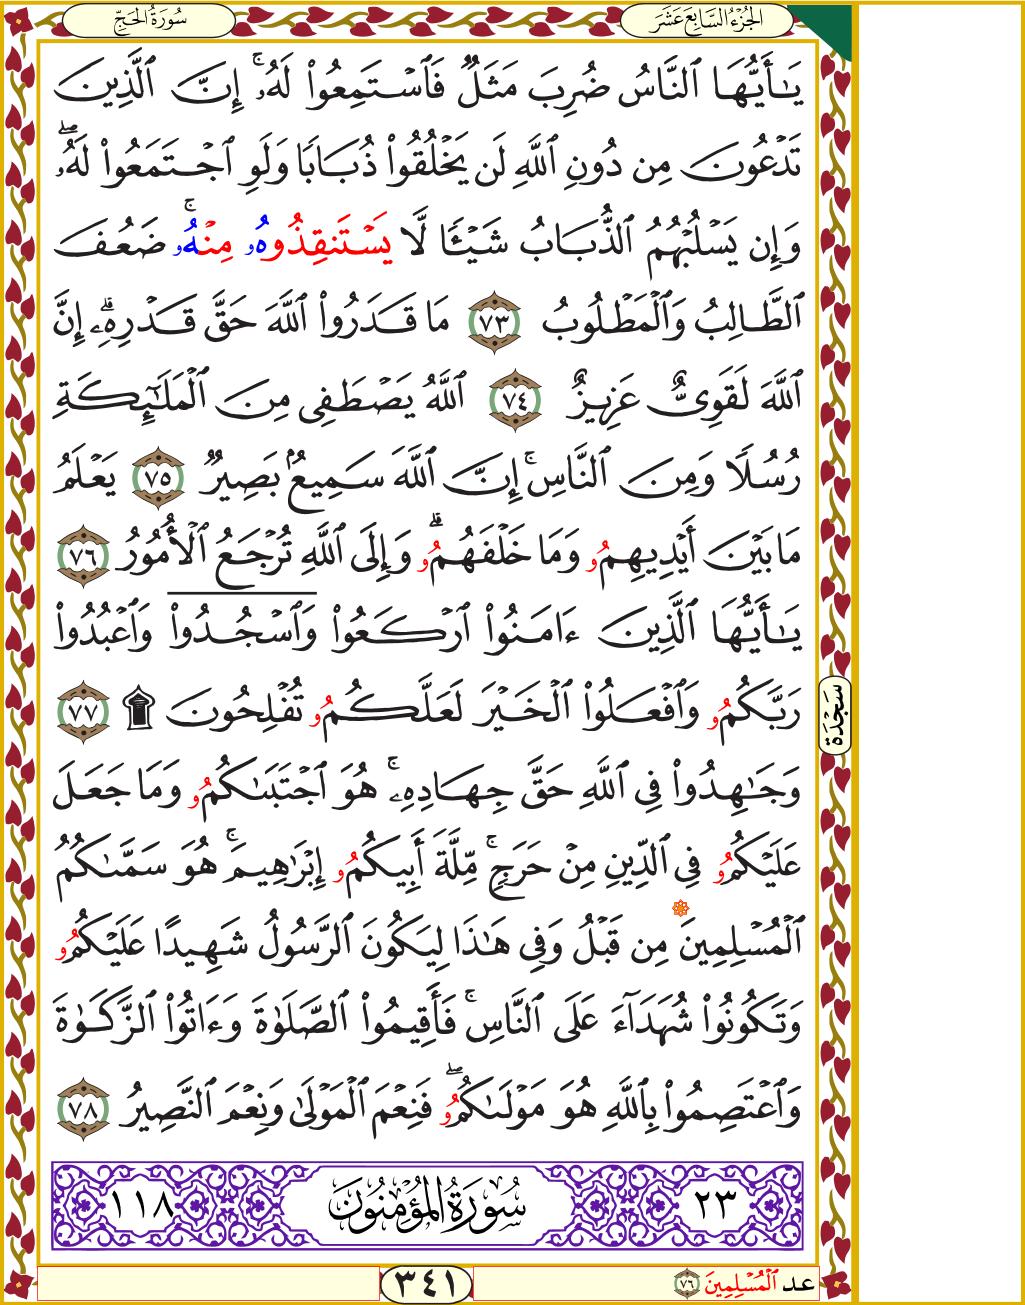 الجُزْءُ السَّابِعَ عَشَرَ
سُورَةُ الحَجِّ
يَٰٓأَيُّهَا ٱلنَّاسُ ضُرِبَ مَثَلٌ فَٱسْتَمِعُوا۟ لَهُۥٓ ۚ إِنَّ ٱلَّذِينَ
تَدْعُونَ مِن دُونِ ٱللَّهِ لَن يَخْلُقُوا۟ ذُبَابًا وَلَوِ ٱجْتَمَعُوا۟ لَهُۥ ۖ
وَإِن يَسْلُبْهُمُ ٱلذُّبَابُ شَيْـًٔا لَّا يَسْتَنقِذُوهُۥ مِنْهُۥ ۚ ضَعُفَ
ٱلطَّالِبُ وَٱلْمَطْلُوبُ ٧٣ مَا قَدَرُوا۟ ٱللَّهَ حَقَّ قَدْرِهِۦٓ ۗ إِنَّ
ٱللَّهَ لَقَوِىٌّ عَزِيزٌ ٧٤ ٱللَّهُ يَصْطَفِى مِنَ ٱلْمَلَٰٓئِكَةِ
رُسُلًا وَمِنَ ٱلنَّاسِ ۚ إِنَّ ٱللَّهَ سَمِيعٌۢ بَصِيرٌ ٧٥ يَعْلَمُ
مَا بَيْنَ أَيْدِيهِمُۥ وَمَا خَلْفَهُمُۥ ۗ وَإِلَى ٱللَّهِ تُرْجَعُ ٱلْأُمُورُ ٧٦
يَٰٓأَيُّهَا ٱلَّذِينَ ءَامَنُوا۟ ٱرْكَعُوا۟ وَٱسْجُدُوا۟ وَٱعْبُدُوا۟
رَبَّكُمُۥ وَٱفْعَلُوا۟ ٱلْخَيْرَ لَعَلَّكُمُۥ تُفْلِحُونَ ۩ ٧٧
وَجَٰهِدُوا۟ فِى ٱللَّهِ حَقَّ جِهَادِهِۦ ۚ هُوَ ٱجْتَبَىٰكُمُۥ وَمَا جَعَلَ
عَلَيْكُمُۥ فِى ٱلدِّينِ مِنْ حَرَجٍ ۚ مِّلَّةَ أَبِيكُمُۥ إِبْرَٰهِيمَ ۚ هُوَ سَمَّىٰكُمُ
ٱلْمُسْلِمِينَ مِن قَبْلُ وَفِى هَٰذَا لِيَكُونَ ٱلرَّسُولُ شَهِيدًا عَلَيْكُمُۥ
وَتَكُونُوا۟ شُهَدَآءَ عَلَى ٱلنَّاسِ ۚ فَأَقِيمُوا۟ ٱلصَّلَوٰةَ وَءَاتُوا۟ ٱلزَّكَوٰةَ
وَٱعْتَصِمُوا۟ بِٱللَّهِ هُوَ مَوْلَىٰكُمُۥ ۖ فَنِعْمَ ٱلْمَوْلَىٰ وَنِعْمَ ٱلنَّصِيرُ ٧٨
سَجْدَة
٢٣ سُورَةُ المُؤْمِنُونَ ١١٨
عد ٱلْمُسْلِمِينَ ٧٦
٣٤١